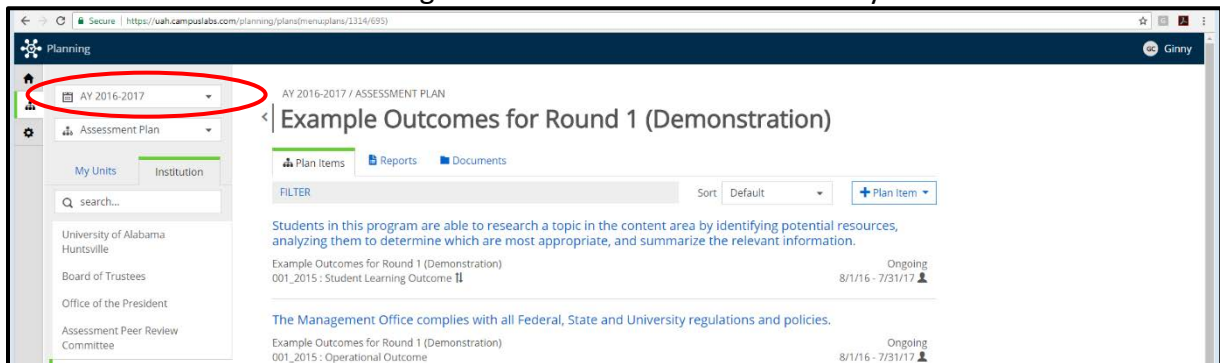 Secure | https://uah.campuslabs.com/planning/plans(menu:plans/1314/695)
Planning
GC Ginny
AY 2016-2017
Assessment Plan
My Units Institution
search...
University of Alabama
Huntsville
Board of Trustees
Office of the President
Assessment Peer Review
Committee
AY 2016-2017 / ASSESSMENT PLAN
Example Outcomes for Round 1 (Demonstration)
Plan Items Reports Documents
FILTER Sort Default + Plan Item
Students in this program are able to research a topic in the content area by identifying potential resources,
analyzing them to determine which are most appropriate, and summarize the relevant information.
Example Outcomes for Round 1 (Demonstration) Ongoing
001_2015 : Student Learning Outcome 8/1/16 - 7/31/17
The Management Office complies with all Federal, State and University regulations and policies.
Example Outcomes for Round 1 (Demonstration) Ongoing
001_2015 : Operational Outcome 8/1/16 - 7/31/17